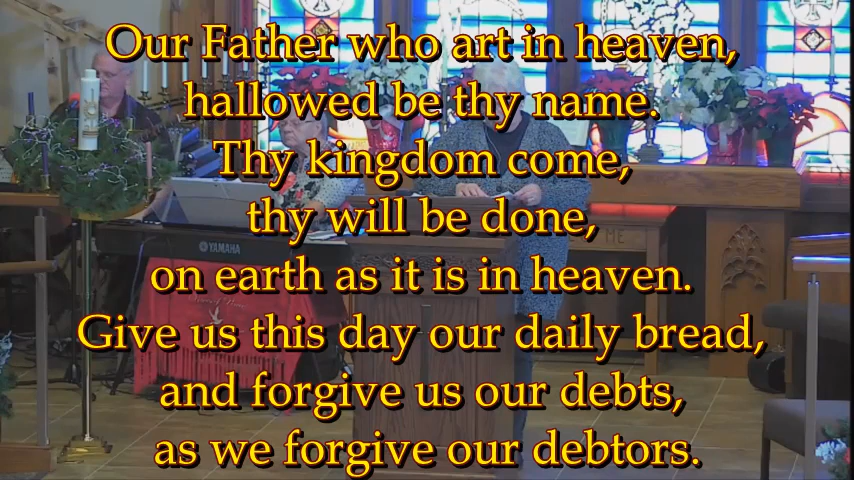 Our Father who art in heaven,
hallowed be thy name.
Thy kingdom come,
thy will be done,
on earth as it is in heaven.
Give us this day our daily bread,
and forgive us our debts,
as we forgive our debtors.
YAMAHA
ME